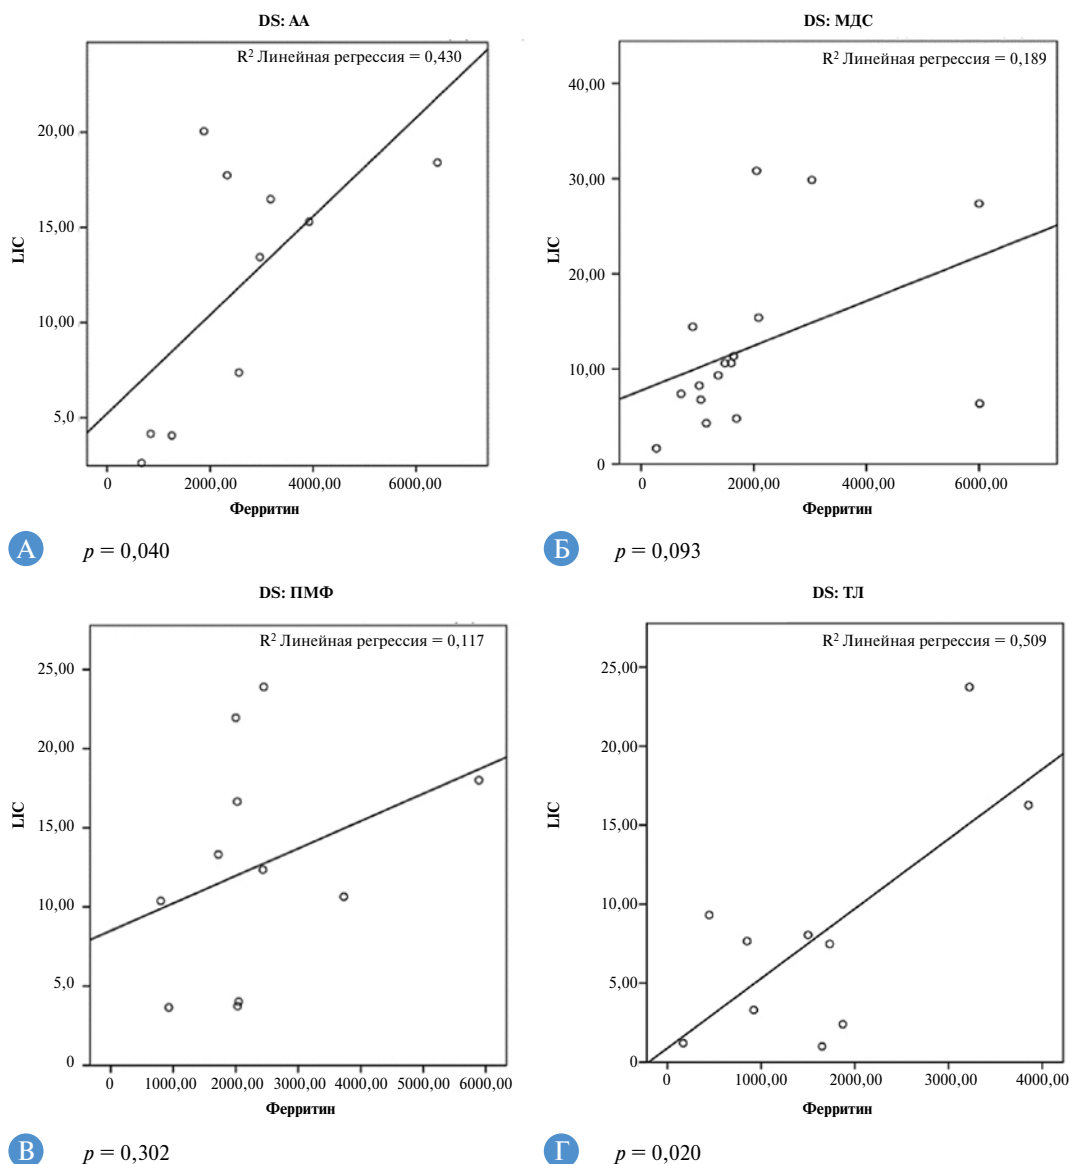 DS: АА
R² Линейная регрессия = 0,430
20,00
15,00
10,00
5,0
LIC
0 2000,00 4000,00 6000,00
Ферритин
А p = 0,040
DS: МДС
R² Линейная регрессия = 0,189
40,00
30,00
20,00
10,00
0
LIC
0 2000,00 4000,00 6000,00
Ферритин
Б p = 0,093
DS: ПМФ
R² Линейная регрессия = 0,117
25,00
20,00
15,00
10,00
5,0
0
LIC
0 1000,00 2000,00 3000,00 4000,00 5000,00 6000,00
Ферритин
В p = 0,302
DS: ТЛ
R² Линейная регрессия = 0,509
25,00
20,00
15,00
10,00
5,00
0
LIC
0 1000,00 2000,00 3000,00 4000,00
Ферритин
Г p = 0,020